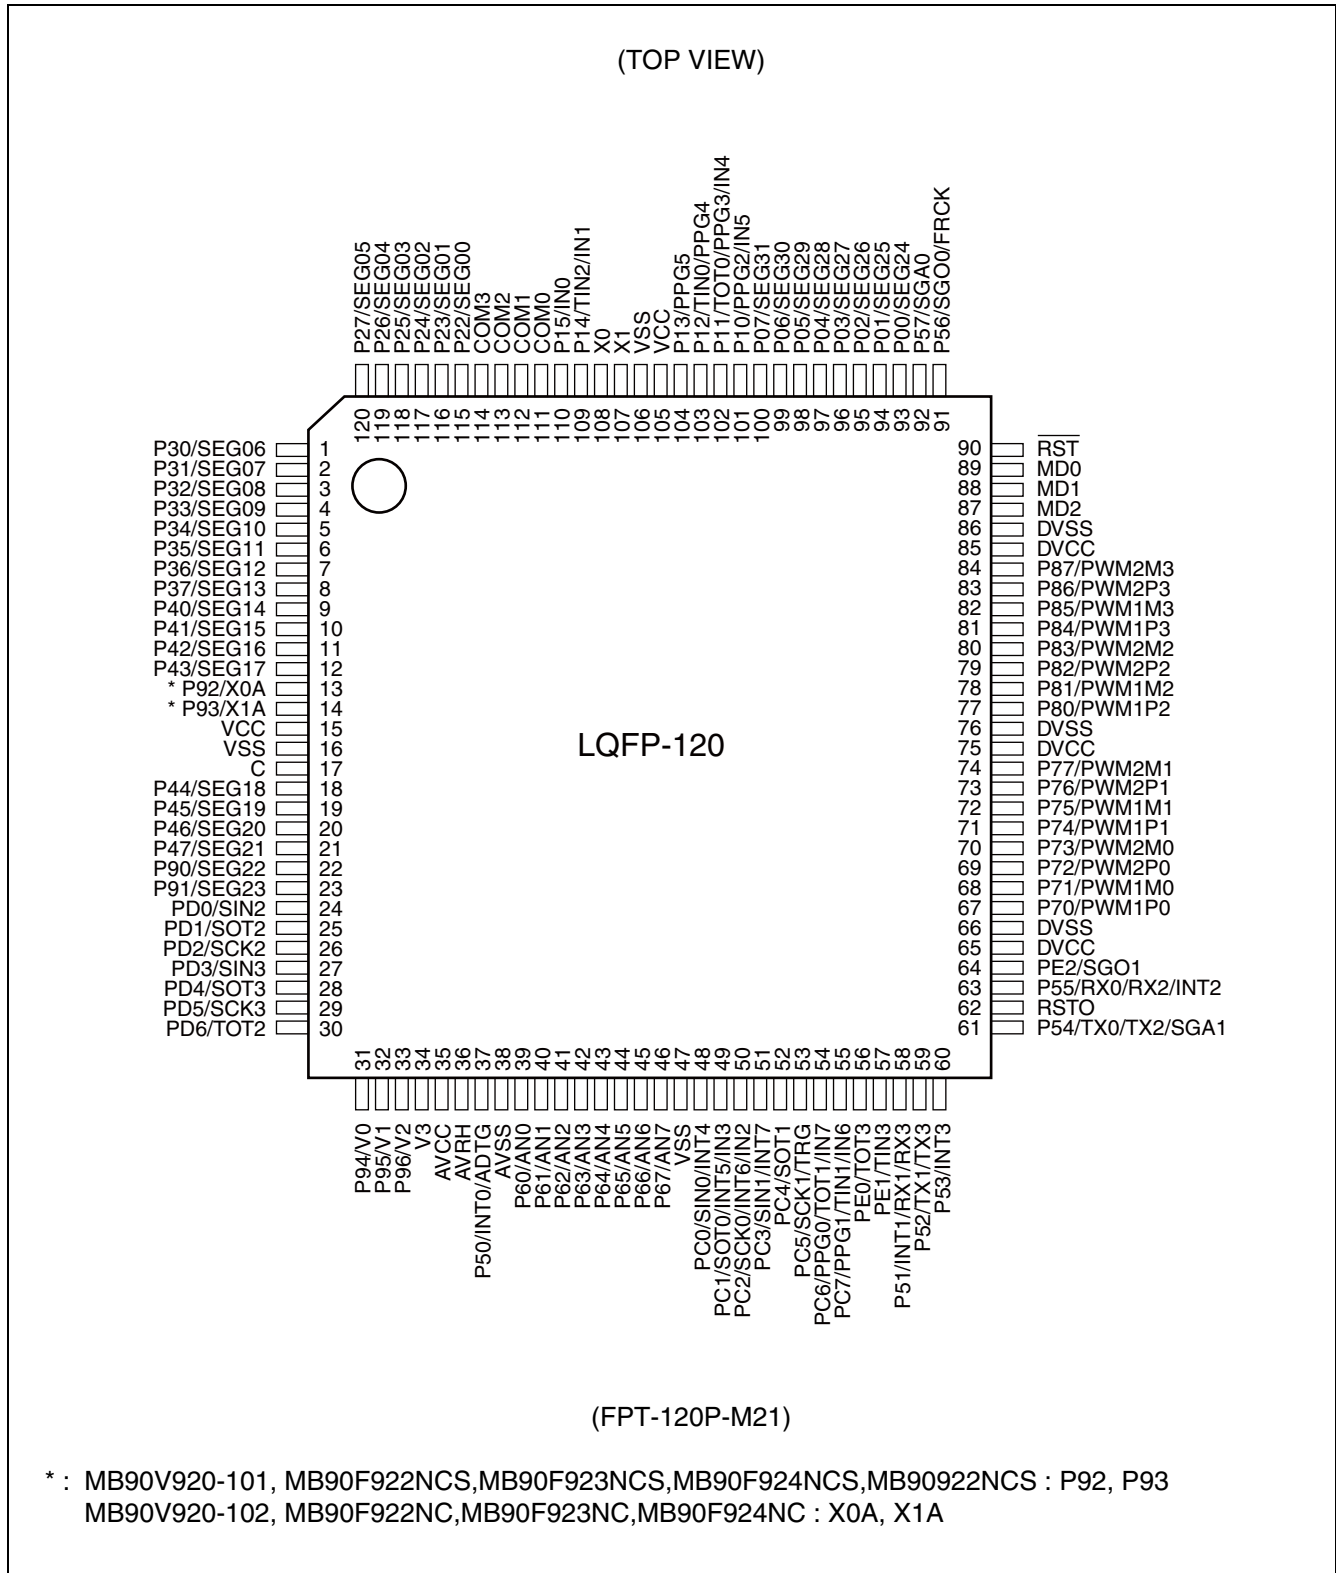 (TOP VIEW)
P27/SEG05
P26/SEG04
P25/SEG03
P24/SEG02
P23/SEG01
P22/SEG00
COM3
COM2
COM1
COM0
P15/IN0
P14/TIN2/IN1
X0
X1
VSS
VCC
P13/PPG5
P12/TIN0/PPG4
P11/TOT0/PPG3/IN4
P10/PPG2/IN5
P07/SEG31
P06/SEG30
P05/SEG29
P04/SEG28
P03/SEG27
P02/SEG26
P01/SEG25
P00/SEG24
P57/SGA0
P56/SGO0/FRCK
120
119
118
117
116
115
114
113
112
111
110
109
108
107
106
105
104
103
102
101
100
99
98
97
96
95
94
93
92
91
P30/SEG06 1
P31/SEG07 2
P32/SEG08 3
P33/SEG09 4
P34/SEG10 5
P35/SEG11 6
P36/SEG12 7
P37/SEG13 8
P40/SEG14 9
P41/SEG15 10
P42/SEG16 11
P43/SEG17 12
* P92/X0A 13
* P93/X1A 14
VCC 15
VSS 16
C 17
P44/SEG18 18
P45/SEG19 19
P46/SEG20 20
P47/SEG21 21
P90/SEG22 22
P91/SEG23 23
PD0/SIN2 24
PD1/SOT2 25
PD2/SCK2 26
PD3/SIN3 27
PD4/SOT3 28
PD5/SCK3 29
PD6/TOT2 30
LQFP-120
90 RST
89 MD0
88 MD1
87 MD2
86 DVSS
85 DVCC
84 P87/PWM2M3
83 P86/PWM2P3
82 P85/PWM1M3
81 P84/PWM1P3
80 P83/PWM2M2
79 P82/PWM2P2
78 P81/PWM1M2
77 P80/PWM1P2
76 DVSS
75 DVCC
74 P77/PWM2M1
73 P76/PWM2P1
72 P75/PWM1M1
71 P74/PWM1P1
70 P73/PWM2M0
69 P72/PWM2P0
68 P71/PWM1M0
67 P70/PWM1P0
66 DVSS
65 DVCC
64 PE2/SGO1
63 P55/RX0/RX2/INT2
62 RSTO
61 P54/TX0/TX2/SGA1
31
32
33
34
35
36
37
38
39
40
41
42
43
44
45
46
47
48
49
50
51
52
53
54
55
56
57
58
59
60
P94/V0
P95/V1
P96/V2
V3
AVCC
AVRH
P50/INT0/ADTG
AVSS
P60/AN0
P61/AN1
P62/AN2
P63/AN3
P64/AN4
P65/AN5
P66/AN6
P67/AN7
VSS
PC0/SIN0/INT4
PC1/SOT0/INT5/IN3
PC2/SCK0/INT6/IN2
PC3/SIN1/INT7
PC4/SOT1
PC5/SCK1/TRG
PC6/PPG0/TOT1/IN7
PC7/PPG1/TIN1/IN6
PE0/TOT3
PE1/TIN3
P51/INT1/RX1/RX3
P52/TX1/TX3
P53/INT3
(FPT-120P-M21)
* : MB90V920-101, MB90F922NCS,MB90F923NCS,MB90F924NCS,MB90922NCS : P92, P93
MB90V920-102, MB90F922NC,MB90F923NC,MB90F924NC : X0A, X1A